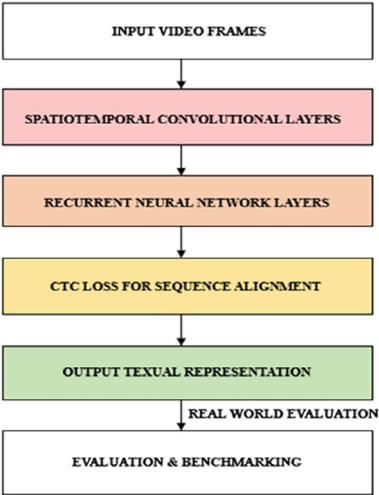 INPUT VIDEO FRAMES
SPATIOTEMPORAL CONVOLUTIONAL LAYERS
RECURRENT NEURAL NETWORK LAYERS
CTC LOSS FOR SEQUENCE ALIGNMENT
OUTPUT TEXUAL REPRESENTATION
REAL WORLD EVALUATION
EVALUATION & BENCHMARKING